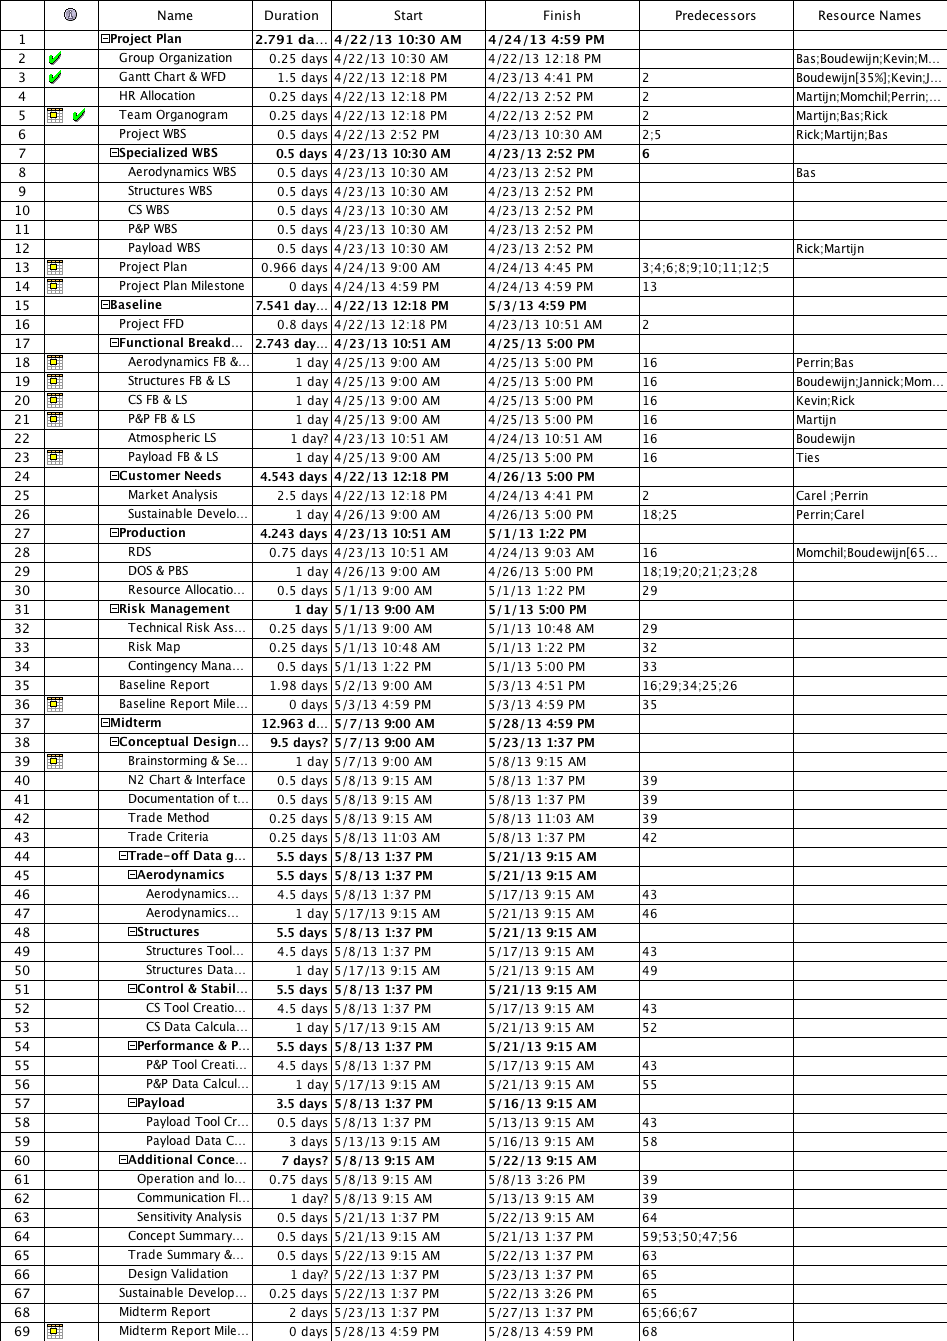 Name Duration Start Finish Predecessors Resource Names
1 Project Plan 2.791 da... 4/22/13 10:30 AM 4/24/13 4:59 PM
2 Group Organization 0.25 days 4/22/13 10:30 AM 4/22/13 12:18 PM Bas;Boudewijn;Kevin;M...
3 Gantt Chart & WFD 1.5 days 4/22/13 12:18 PM 4/23/13 4:41 PM 2 Boudewijn[35%];Kevin;J...
4 HR Allocation 0.25 days 4/22/13 12:18 PM 4/22/13 2:52 PM 2 Martijn;Momchil;Perrin;...
5 Team Organogram 0.25 days 4/22/13 12:18 PM 4/22/13 2:52 PM 2 Martijn;Bas;Rick
6 Project WBS 0.5 days 4/22/13 2:52 PM 4/23/13 10:30 AM 2;5 Rick;Martijn;Bas
7 Specialized WBS 0.5 days 4/23/13 10:30 AM 4/23/13 2:52 PM 6
8 Aerodynamics WBS 0.5 days 4/23/13 10:30 AM 4/23/13 2:52 PM Bas
9 Structures WBS 0.5 days 4/23/13 10:30 AM 4/23/13 2:52 PM
10 CS WBS 0.5 days 4/23/13 10:30 AM 4/23/13 2:52 PM
11 P&P WBS 0.5 days 4/23/13 10:30 AM 4/23/13 2:52 PM
12 Payload WBS 0.5 days 4/23/13 10:30 AM 4/23/13 2:52 PM Rick;Martijn
13 Project Plan 0.966 days 4/24/13 9:00 AM 4/24/13 4:45 PM 3;4;6;8;9;10;11;12;5
14 Project Plan Milestone 0 days 4/24/13 4:59 PM 4/24/13 4:59 PM 13
15 Baseline 7.541 day... 4/22/13 12:18 PM 5/3/13 4:59 PM
16 Project FFD 0.8 days 4/22/13 12:18 PM 4/23/13 10:51 AM 2
17 Functional Breakd... 2.743 day... 4/23/13 10:51 AM 4/25/13 5:00 PM
18 Aerodynamics FB &... 1 day 4/25/13 9:00 AM 4/25/13 5:00 PM 16 Perrin;Bas
19 Structures FB & LS 1 day 4/25/13 9:00 AM 4/25/13 5:00 PM 16 Boudewijn;Jannick;Mom...
20 CS FB & LS 1 day 4/25/13 9:00 AM 4/25/13 5:00 PM 16 Kevin;Rick
21 P&P FB & LS 1 day 4/25/13 9:00 AM 4/25/13 5:00 PM 16 Martijn
22 Atmospheric LS 1 day? 4/23/13 10:51 AM 4/24/13 10:51 AM 16 Boudewijn
23 Payload FB & LS 1 day 4/25/13 9:00 AM 4/25/13 5:00 PM 16 Ties
24 Customer Needs 4.543 days 4/22/13 12:18 PM 4/26/13 5:00 PM
25 Market Analysis 2.5 days 4/22/13 12:18 PM 4/24/13 4:41 PM 2 Carel ;Perrin
26 Sustainable Develo... 1 day 4/26/13 9:00 AM 4/26/13 5:00 PM 18;25 Perrin;Carel
27 Production 4.243 days 4/23/13 10:51 AM 5/1/13 1:22 PM
28 RDS 0.75 days 4/23/13 10:51 AM 4/24/13 9:03 AM 16 Momchil;Boudewijn[65...
29 DOS & PBS 1 day 4/26/13 9:00 AM 4/26/13 5:00 PM 18;19;20;21;23;28
30 Resource Allocatio... 0.5 days 5/1/13 9:00 AM 5/1/13 1:22 PM 29
31 Risk Management 1 day 5/1/13 9:00 AM 5/1/13 5:00 PM
32 Technical Risk Ass... 0.25 days 5/1/13 9:00 AM 5/1/13 10:48 AM 29
33 Risk Map 0.25 days 5/1/13 10:48 AM 5/1/13 1:22 PM 32
34 Contingency Mana... 0.5 days 5/1/13 1:22 PM 5/1/13 5:00 PM 33
35 Baseline Report 1.98 days 5/2/13 9:00 AM 5/3/13 4:51 PM 16;29;34;25;26
36 Baseline Report Mile... 0 days 5/3/13 4:59 PM 5/3/13 4:59 PM 35
37 Midterm 12.963 d... 5/7/13 9:00 AM 5/28/13 4:59 PM
38 Conceptual Design... 9.5 days? 5/7/13 9:00 AM 5/23/13 1:37 PM
39 Brainstorming & Se... 1 day 5/7/13 9:00 AM 5/8/13 9:15 AM
40 N2 Chart & Interface 0.5 days 5/8/13 9:15 AM 5/8/13 1:37 PM 39
41 Documentation of t... 0.5 days 5/8/13 9:15 AM 5/8/13 1:37 PM 39
42 Trade Method 0.25 days 5/8/13 9:15 AM 5/8/13 11:03 AM 39
43 Trade Criteria 0.25 days 5/8/13 11:03 AM 5/8/13 1:37 PM 42
44 Trade-off Data g... 5.5 days 5/8/13 1:37 PM 5/21/13 9:15 AM
45 Aerodynamics 5.5 days 5/8/13 1:37 PM 5/21/13 9:15 AM
46 Aerodynamics... 4.5 days 5/8/13 1:37 PM 5/17/13 9:15 AM 43
47 Aerodynamics... 1 day 5/17/13 9:15 AM 5/21/13 9:15 AM 46
48 Structures 5.5 days 5/8/13 1:37 PM 5/21/13 9:15 AM
49 Structures Tool... 4.5 days 5/8/13 1:37 PM 5/17/13 9:15 AM 43
50 Structures Data... 1 day 5/17/13 9:15 AM 5/21/13 9:15 AM 49
51 Control & Stabil... 5.5 days 5/8/13 1:37 PM 5/21/13 9:15 AM
52 CS Tool Creatio... 4.5 days 5/8/13 1:37 PM 5/17/13 9:15 AM 43
53 CS Data Calcula... 1 day 5/17/13 9:15 AM 5/21/13 9:15 AM 52
54 Performance & P... 5.5 days 5/8/13 1:37 PM 5/21/13 9:15 AM
55 P&P Tool Creati... 4.5 days 5/8/13 1:37 PM 5/17/13 9:15 AM 43
56 P&P Data Calcul... 1 day 5/17/13 9:15 AM 5/21/13 9:15 AM 55
57 Payload 3.5 days 5/8/13 1:37 PM 5/16/13 9:15 AM
58 Payload Tool Cr... 0.5 days 5/8/13 1:37 PM 5/13/13 9:15 AM 43
59 Payload Data C... 3 days 5/13/13 9:15 AM 5/16/13 9:15 AM 58
60 Additional Conce... 7 days? 5/8/13 9:15 AM 5/22/13 9:15 AM
61 Operation and lo... 0.75 days 5/8/13 9:15 AM 5/8/13 3:26 PM 39
62 Communication Fl... 1 day? 5/8/13 9:15 AM 5/13/13 9:15 AM 39
63 Sensitivity Analysis 0.5 days 5/21/13 1:37 PM 5/22/13 9:15 AM 64
64 Concept Summary... 0.5 days 5/21/13 9:15 AM 5/21/13 1:37 PM 59;53;50;47;56
65 Trade Summary &... 0.5 days 5/22/13 9:15 AM 5/22/13 1:37 PM 63
66 Design Validation 1 day? 5/22/13 1:37 PM 5/23/13 1:37 PM 65
67 Sustainable Develop... 0.25 days 5/22/13 1:37 PM 5/22/13 3:26 PM 65
68 Midterm Report 2 days 5/23/13 1:37 PM 5/27/13 1:37 PM 65;66;67
69 Midterm Report Mile... 0 days 5/28/13 4:59 PM 5/28/13 4:59 PM 68